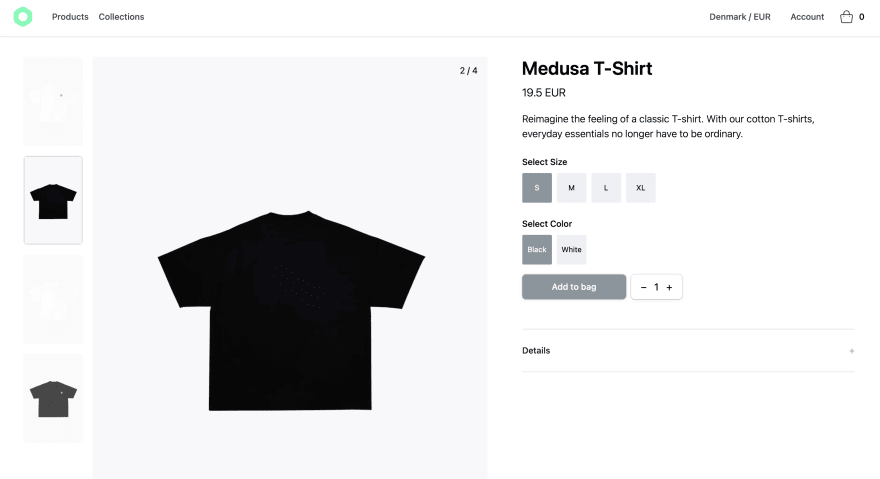 Products Collections
Denmark / EUR Account 0
2 / 4
Medusa T-Shirt
19.5 EUR
Reimagine the feeling of a classic T-shirt. With our cotton T-shirts,
everyday essentials no longer have to be ordinary.
Select Size
S M L XL
Select Color
Black White
Add to bag – 1 +
Details +